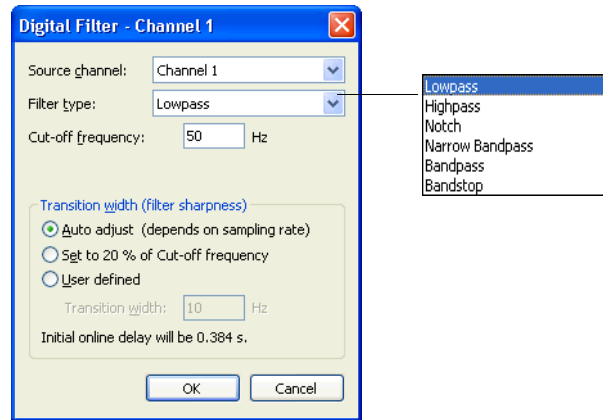 Digital Filter - Channel 1
Source channel: Channel 1
Filter type: Lowpass
Cut-off frequency: 50 Hz
Transition width (filter sharpness)
Auto adjust (depends on sampling rate)
Set to 20 % of Cut-off frequency
User defined
Transition width: 10 Hz
Initial online delay will be 0.384 s.
OK Cancel
Lowpass
Highpass
Notch
Narrow Bandpass
Bandpass
Bandstop